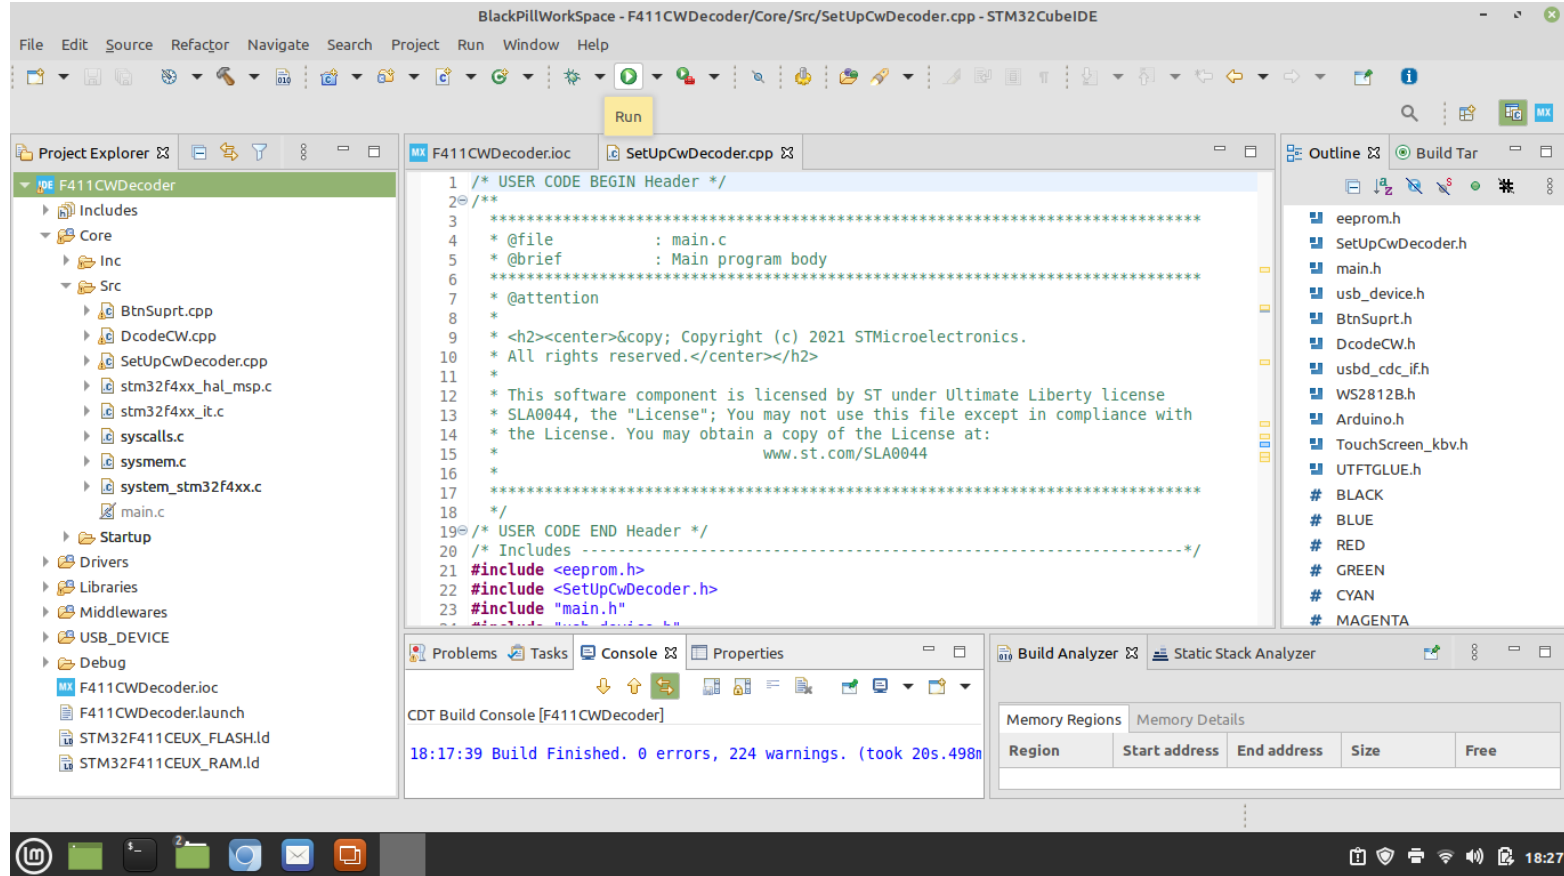 BlackPillWorkSpace - F411CWDecoder/Core/Src/SetUpCwDecoder.cpp - STM32CubeIDE
File Edit Source Refactor Navigate Search Project Run Window Help
Run
Project Explorer
F411CWDecoder
Includes
Core
Inc
Src
BtnSuprt.cpp
DcodeCW.cpp
SetUpCwDecoder.cpp
stm32f4xx_hal_msp.c
stm32f4xx_it.c
syscalls.c
sysmem.c
system_stm32f4xx.c
main.c
Startup
Drivers
Libraries
Middlewares
USB_DEVICE
Debug
F411CWDecoder.ioc
F411CWDecoder.launch
STM32F411CEUX_FLASH.ld
STM32F411CEUX_RAM.ld
MX F411CWDecoder.ioc SetUpCwDecoder.cpp
1 /* USER CODE BEGIN Header */
2 /**
3 ******************************************************************************
4 * @file : main.c
5 * @brief : Main program body
6 ******************************************************************************
7 * @attention
8 *
9 * <h2><center>&copy; Copyright (c) 2021 STMicroelectronics.
10 * All rights reserved.</center></h2>
11 *
12 * This software component is licensed by ST under Ultimate Liberty license
13 * SLA0044, the "License"; You may not use this file except in compliance with
14 * the License. You may obtain a copy of the License at:
15 * www.st.com/SLA0044
16 *
17 ******************************************************************************
18 */
19 /* USER CODE END Header */
20 /* Includes ------------------------------------------------------------------*/
21 #include <eeprom.h>
22 #include <SetUpCwDecoder.h>
23 #include "main.h"
24 #include "usb_device.h"
Outline Build Tar
eeprom.h
SetUpCwDecoder.h
main.h
usb_device.h
BtnSuprt.h
DcodeCW.h
usbd_cdc_if.h
WS2812B.h
Arduino.h
TouchScreen_kbv.h
UTFTGLUE.h
# BLACK
# BLUE
# RED
# GREEN
# CYAN
# MAGENTA
Problems Tasks Console Properties
CDT Build Console [F411CWDecoder]
18:17:39 Build Finished. 0 errors, 224 warnings. (took 20s.498m
Build Analyzer Static Stack Analyzer
Memory Regions Memory Details
Region Start address End address Size Free
18:27